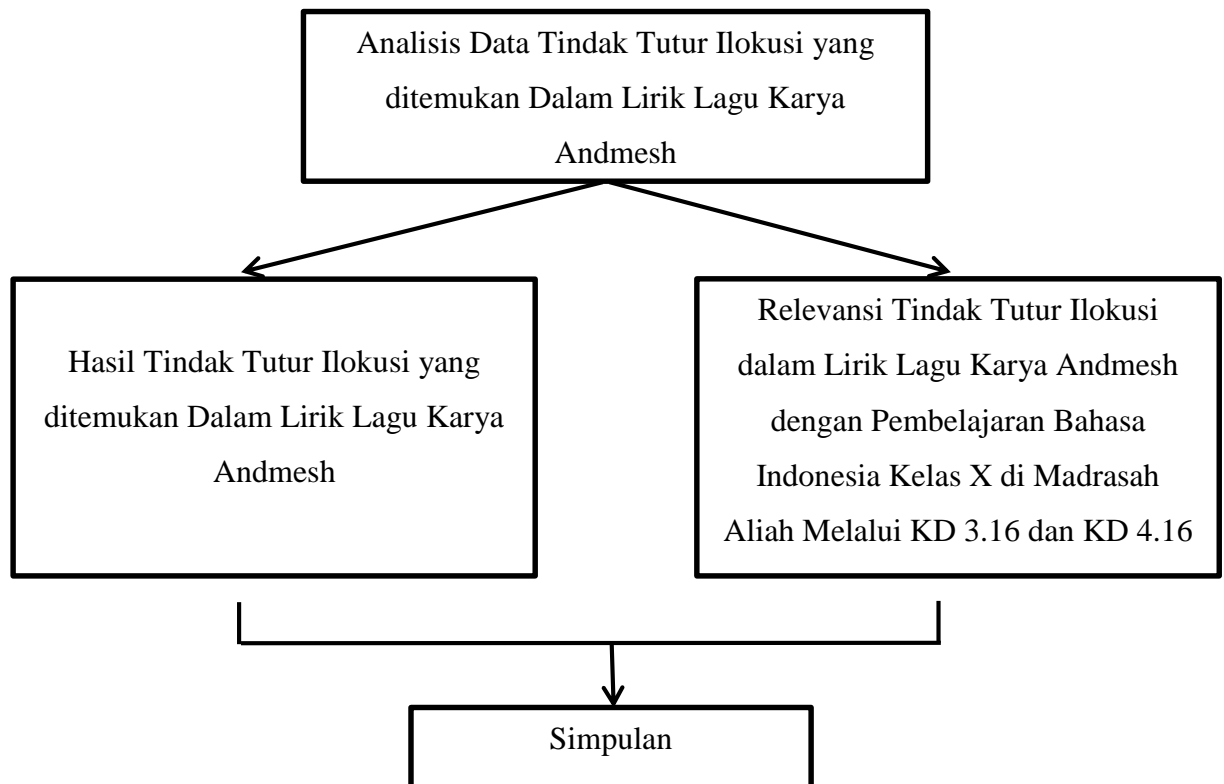 Analisis Data Tindak Tutur Ilokusi yang
ditemukan Dalam Lirik Lagu Karya
Andmesh
Hasil Tindak Tutur Ilokusi yang
ditemukan Dalam Lirik Lagu Karya
Andmesh
Relevansi Tindak Tutur Ilokusi
dalam Lirik Lagu Karya Andmesh
dengan Pembelajaran Bahasa
Indonesia Kelas X di Madrasah
Aliah Melalui KD 3.16 dan KD 4.16
Simpulan